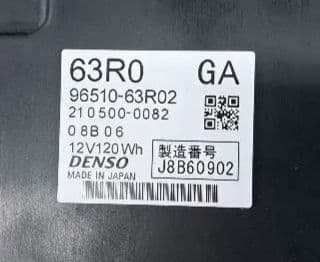 63R0 GA
96510-63R02
210500-0082
08B06
12V120Wh
DENSO
MADE IN JAPAN
製造番号
J8B60902